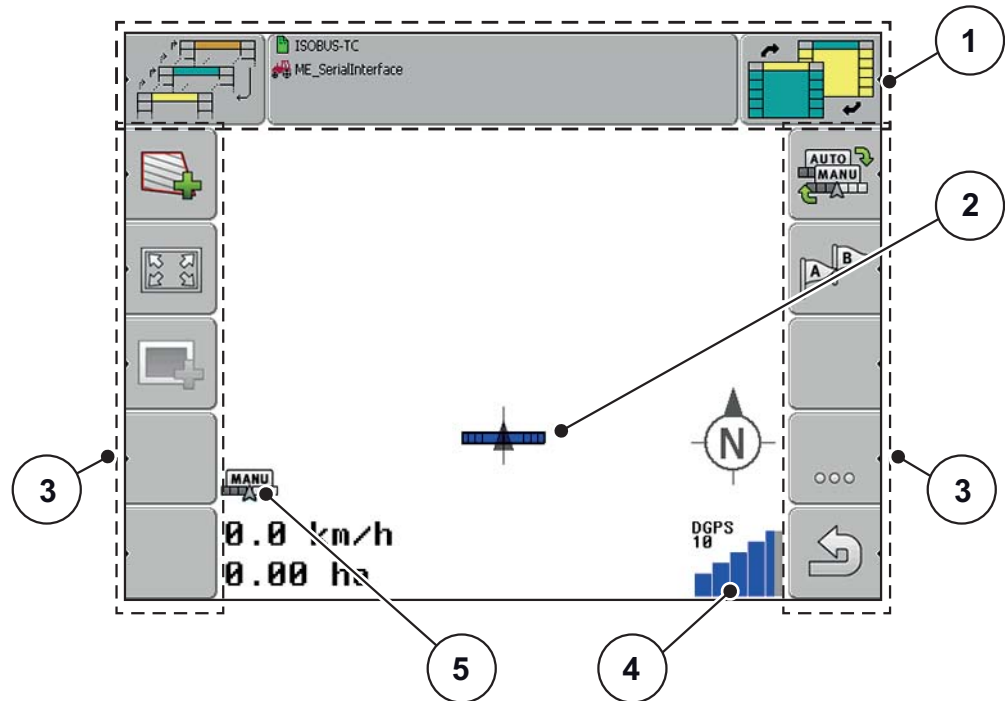 1
ISOBUS-TC
ME_SerialInterface
AUTO
MANU
2
A B
N
3
3
MANU
0.0 km/h
DGPS
10
0.00 ha
5
4